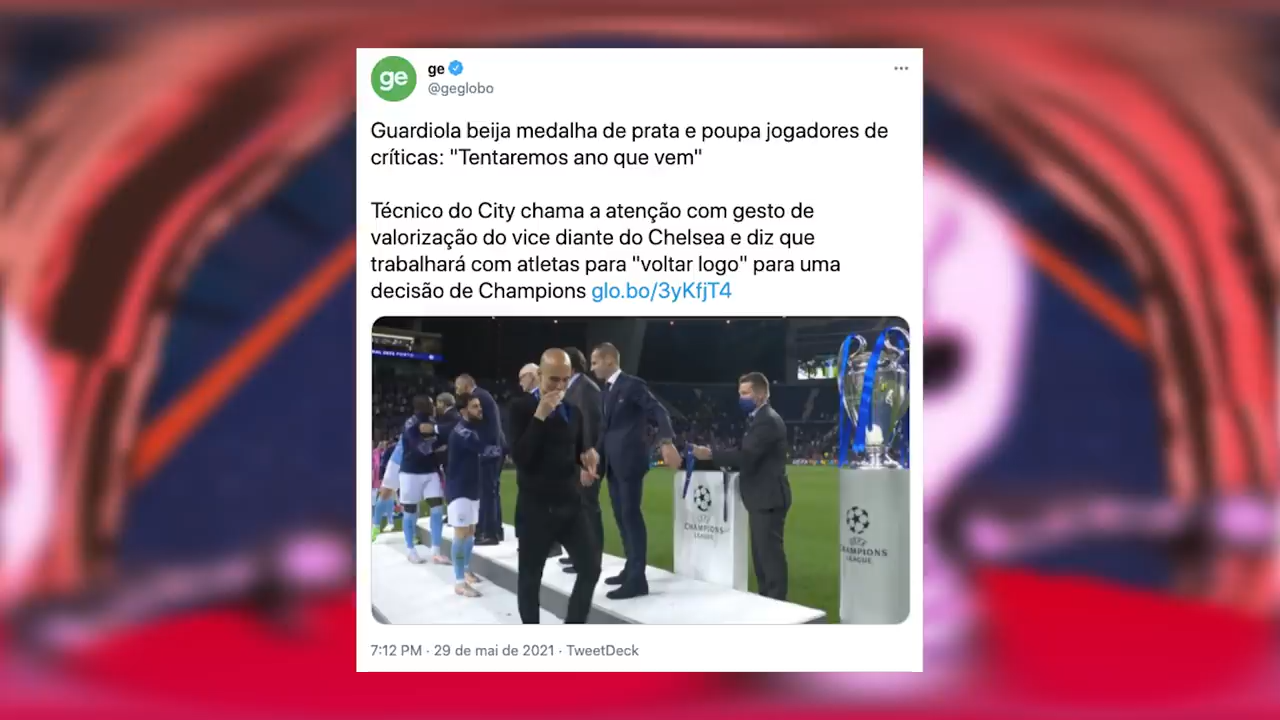 ge
ge
@geglobo
Guardiola beija medalha de prata e poupa jogadores de
críticas: "Tentaremos ano que vem"
Técnico do City chama a atenção com gesto de
valorização do vice diante do Chelsea e diz que
trabalhará com atletas para "voltar logo" para uma
decisão de Champions glo.bo/3yKfjT4
CHAMPIONS
LEAGUE
UEFA
CHAMPIONS
LEAGUE
7:12 PM · 29 de mai de 2021 · TweetDeck